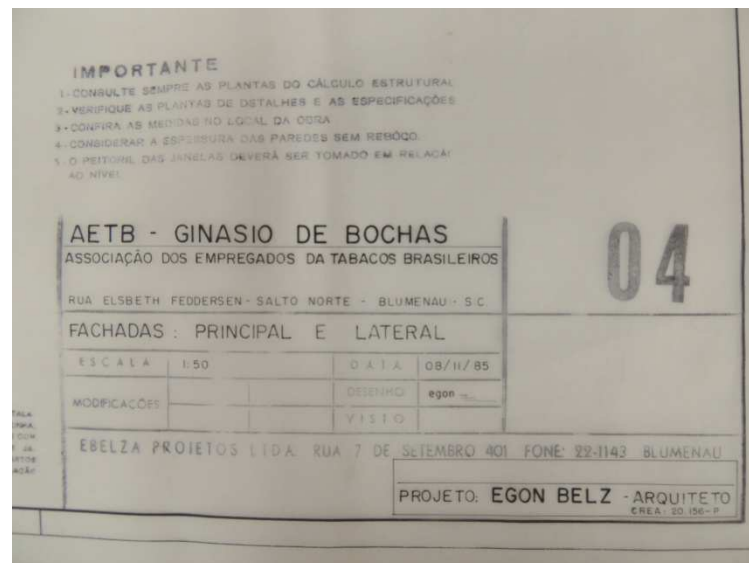 IMPORTANTE
1-CONSULTE SEMPRE AS PLANTAS DO CÁLCULO ESTRUTURAL
2-VERIFIQUE AS PLANTAS DE DETALHES E AS ESPECIFICAÇÕES
3-CONFIRA AS MEDIDAS NO LOCAL DA OBRA
4-CONSIDERAR A ESPESSURA DAS PAREDES SEM REBÔCO.
5-O PEITORIL DAS JANELAS DEVERÁ SER TOMADO EM RELAÇÃO
AO NÍVEL
AETB - GINASIO DE BOCHAS
ASSOCIAÇÃO DOS EMPREGADOS DA TABACOS BRASILEIROS
04
RUA ELSBETH FEDDERSEN - SALTO NORTE - BLUMENAU - S.C.
FACHADAS : PRINCIPAL E LATERAL
ESCALA 1:50 DATA 08/11/85
MODIFICAÇÕES DESENHO egon
VISTO
EBELZA PROJETOS LTDA. RUA 7 DE SETEMBRO 401 FONE: 22-1143 BLUMENAU
PROJETO: EGON BELZ - ARQUITETO
CREA: 20.156-P